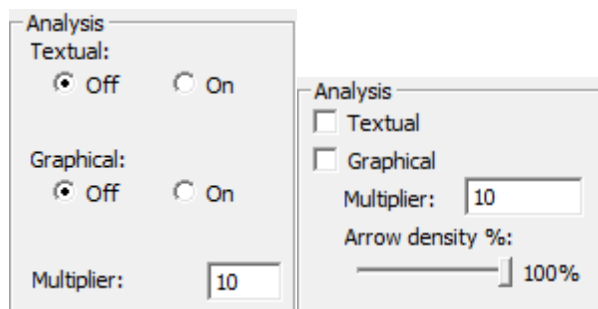 Analysis
Textual:
Off On
Graphical:
Off On
Multiplier: 10
Analysis
Textual
Graphical
Multiplier: 10
Arrow density %:
100%